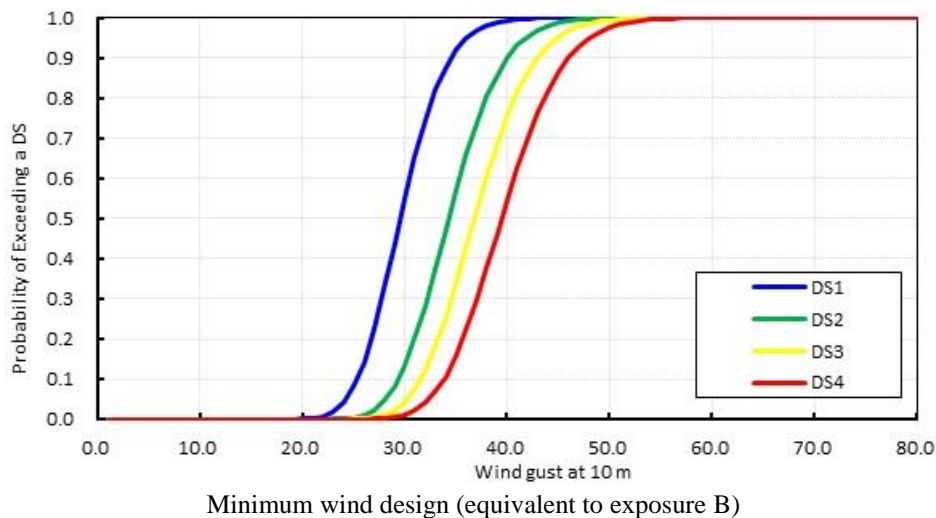 1.0
0.9
0.8
0.7
0.6
0.5
0.4
0.3
0.2
0.1
0.0
Probability of Exceeding a DS
DS1
DS2
DS3
DS4
0.0 10.0 20.0 30.0 40.0 50.0 60.0 70.0 80.0
Wind gust at 10 m
Minimum wind design (equivalent to exposure B)